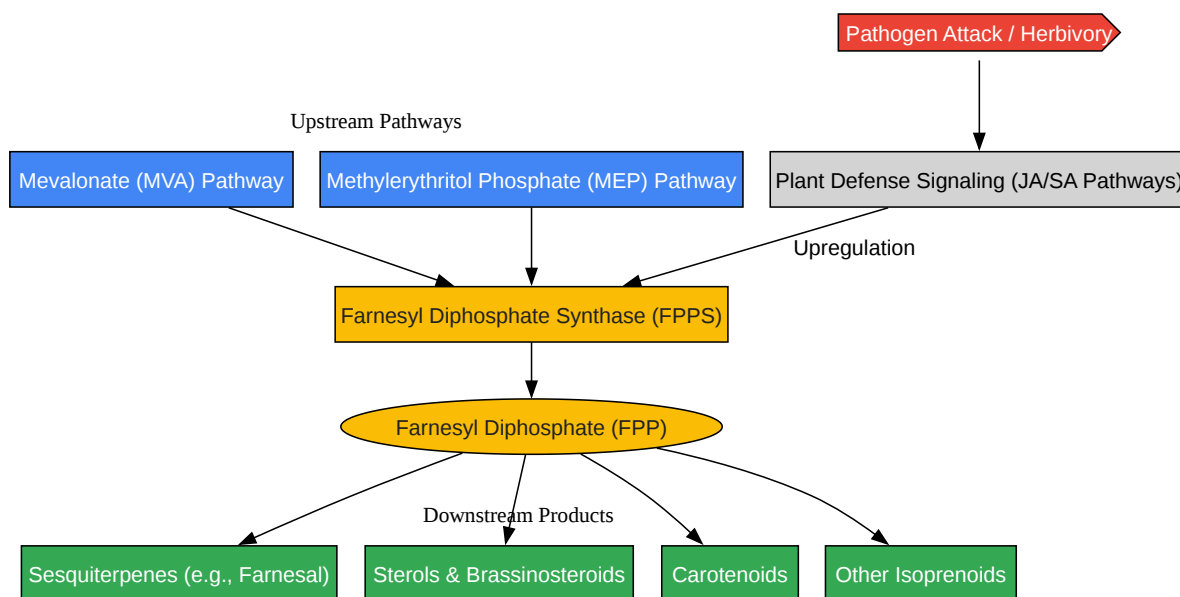 Pathogen Attack / Herbivory
Upstream Pathways
Mevalonate (MVA) Pathway
Methylerythritol Phosphate (MEP) Pathway
Plant Defense Signaling (JA/SA Pathways)
Upregulation
Farnesyl Diphosphate Synthase (FPPS)
Farnesyl Diphosphate (FPP)
Downstream Products
Sesquiterpenes (e.g., Farnesal)
Sterols & Brassinosteroids
Carotenoids
Other Isoprenoids